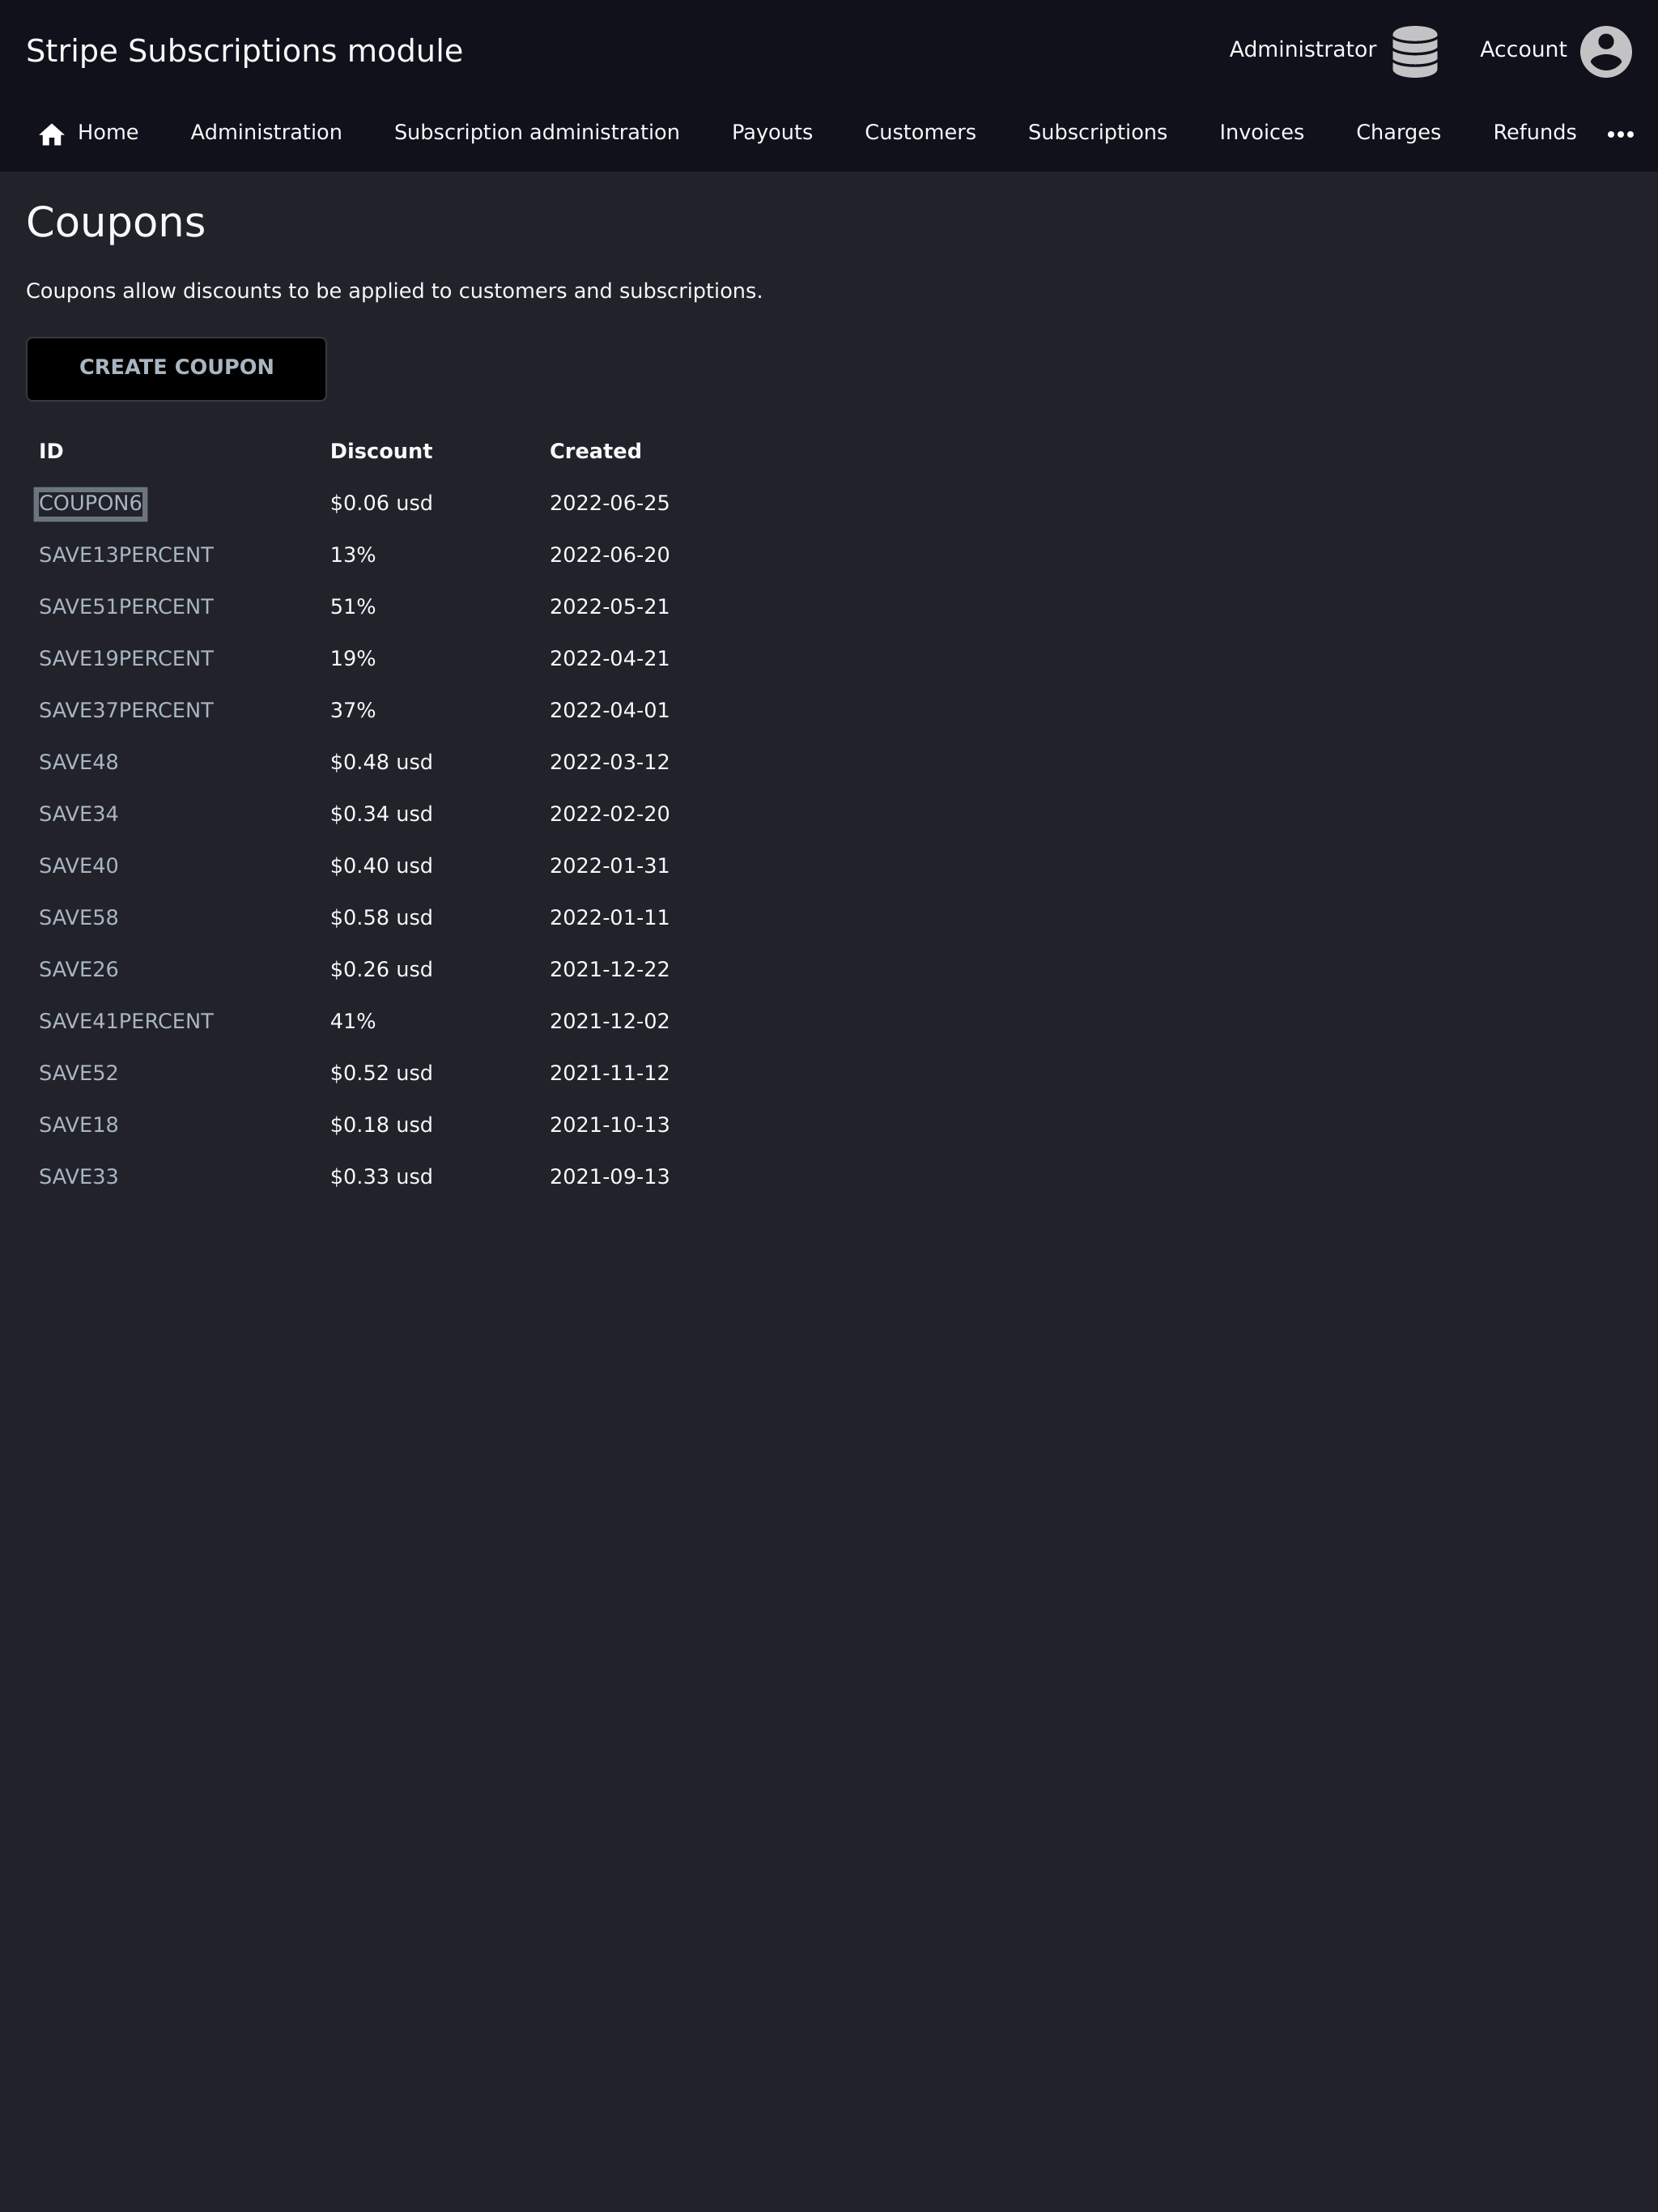 Stripe Subscriptions module Administrator Account
Home Administration Subscription administration Payouts Customers Subscriptions Invoices Charges Refunds •••
Coupons
Coupons allow discounts to be applied to customers and subscriptions.
CREATE COUPON
ID Discount Created
COUPON6 $0.06 usd 2022-06-25
SAVE13PERCENT 13% 2022-06-20
SAVE51PERCENT 51% 2022-05-21
SAVE19PERCENT 19% 2022-04-21
SAVE37PERCENT 37% 2022-04-01
SAVE48 $0.48 usd 2022-03-12
SAVE34 $0.34 usd 2022-02-20
SAVE40 $0.40 usd 2022-01-31
SAVE58 $0.58 usd 2022-01-11
SAVE26 $0.26 usd 2021-12-22
SAVE41PERCENT 41% 2021-12-02
SAVE52 $0.52 usd 2021-11-12
SAVE18 $0.18 usd 2021-10-13
SAVE33 $0.33 usd 2021-09-13